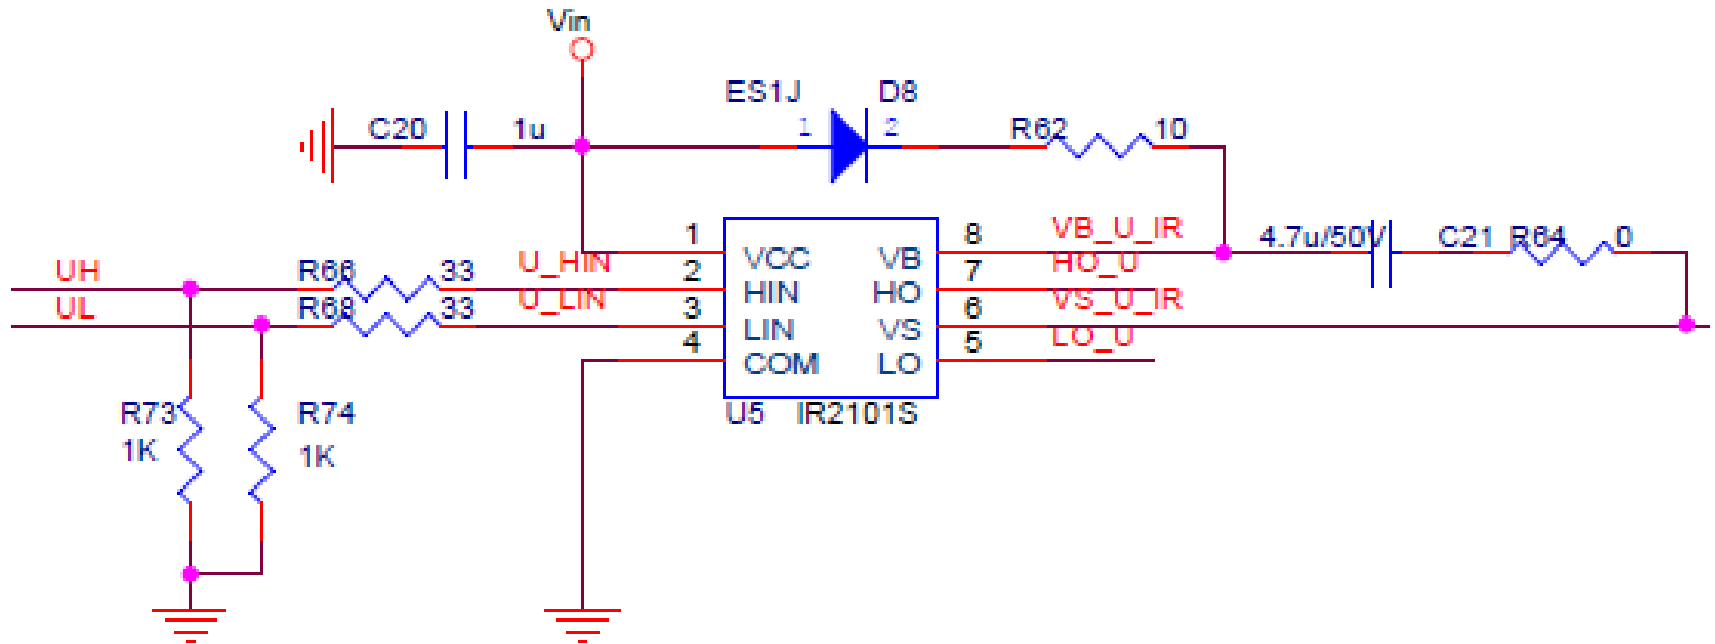 Vin
ES1J D8
C20 1u 1 2 R62 10
1 8 VB_U_IR 4.7u/50V C21 R64 0
UH R66 33 U_HIN 2 VCC VB 7 HO_U
UL R68 33 U_LIN 3 HIN HO 6 VS_U_IR
4 LIN VS 5 LO_U
COM LO
R73 R74 U5 IR2101S
1K 1K